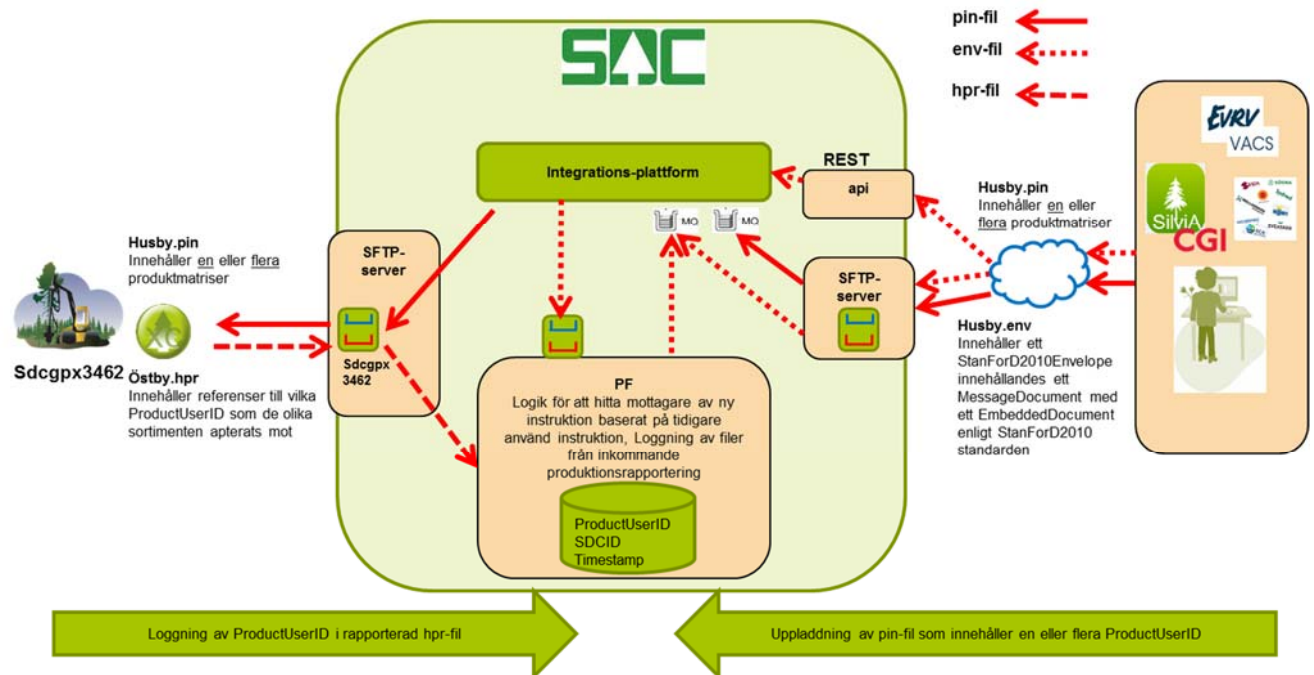 SDC
pin-fil
env-fil
hpr-fil
EVRY
VACS
SilviA
CGI
REST
api
Integrations-plattform
MQ
MQ
Husby.pin
Innehåller en eller
flera produktmatriser
SFTP-
server
Husby.env
Innehåller ett
StanForD2010Envelope
innehållandes ett
MessageDocument med
ett EmbeddedDocument
enligt StanForD2010
standarden
Husby.pin
Innehåller en eller flera
produktmatriser
SFTP-
server
Sdcgpx
3462
Sdcgpx3462
Östby.hpr
Innehåller referenser till vilka
ProductUserID som de olika
sortimenten apterats mot
PF
Logik för att hitta mottagare av ny
instruktion baserat på tidigare
använd instruktion, Loggning av filer
från inkommande
produktionsrapportering
ProductUserID
SDCID
Timestamp
Loggning av ProductUserID i rapporterad hpr-fil
Uppladdning av pin-fil som innehåller en eller flera ProductUserID